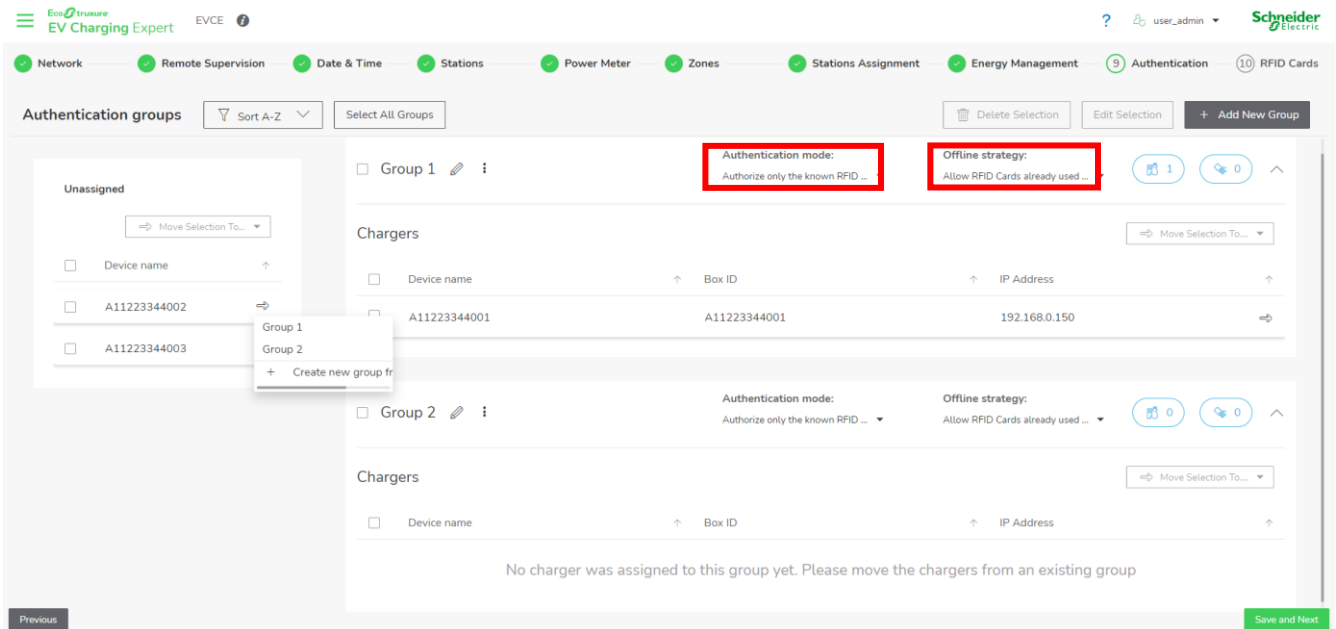 EcoStruxure
EV Charging Expert
EVCE
?
user_admin
Schneider
Electric
Network
Remote Supervision
Date & Time
Stations
Power Meter
Zones
Stations Assignment
Energy Management
9 Authentication
10 RFID Cards
Authentication groups
Sort A-Z
Select All Groups
Delete Selection
Edit Selection
+ Add New Group
Unassigned
Move Selection To...
Device name
A11223344002
A11223344003
Group 1
Group 2
+ Create new group fr
Group 1
Authentication mode:
Authorize only the known RFID ...
Offline strategy:
Allow RFID Cards already used ...
1
0
Chargers
Move Selection To...
Device name
Box ID
IP Address
A11223344001
A11223344001
192.168.0.150
Group 2
Authentication mode:
Authorize only the known RFID ...
Offline strategy:
Allow RFID Cards already used ...
0
0
Chargers
Move Selection To...
Device name
Box ID
IP Address
No charger was assigned to this group yet. Please move the chargers from an existing group
Previous
Save and Next